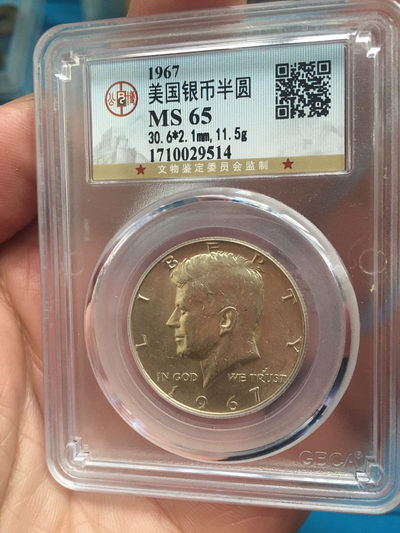 1967
美国银币半圆
MS 65
30.6*2.1mm,11.5g
1710029514
★ 文物鉴定委员会监制 ★
LIBERTY
IN GOD WE TRUST
1967
GBCA®